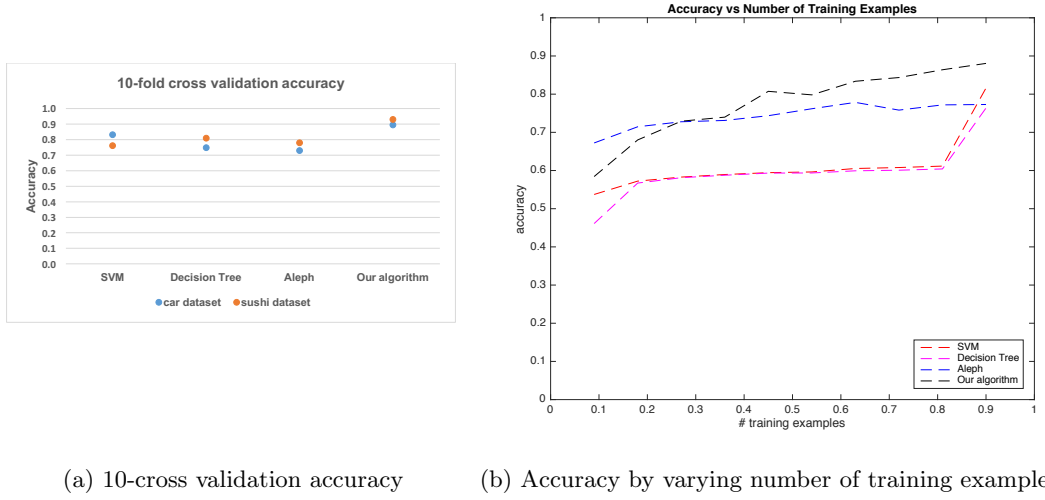 10-fold cross validation accuracy
1.0
0.9
0.8
0.7
0.6
0.5
0.4
0.3
0.2
0.1
0.0
Accuracy
SVM Decision Tree Aleph Our algorithm
car dataset sushi dataset
(a) 10-cross validation accuracy
Accuracy vs Number of Training Examples
1
0.9
0.8
0.7
0.6
0.5
0.4
0.3
0.2
0.1
0
accuracy
SVM
Decision Tree
Aleph
Our algorithm
0 0.1 0.2 0.3 0.4 0.5 0.6 0.7 0.8 0.9 1
# training examples
(b) Accuracy by varying number of training example